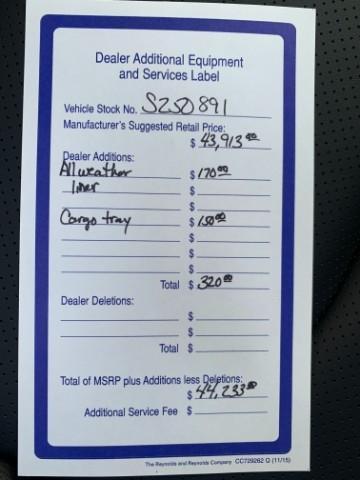 Dealer Additional Equipment
and Services Label
Vehicle Stock No. S250891
Manufacturer's Suggested Retail Price:
$ 43,913.00
Dealer Additions:
Allweather $ 170.00
liner $
$
Cargo tray $ 150.00
$
$
$
Total $ 320.00
Dealer Deletions:
$
$
Total $
Total of MSRP plus Additions less Deletions:
$ 44,233.00
Additional Service Fee $
The Reynolds and Reynolds Company CC729262 Q (11/15)